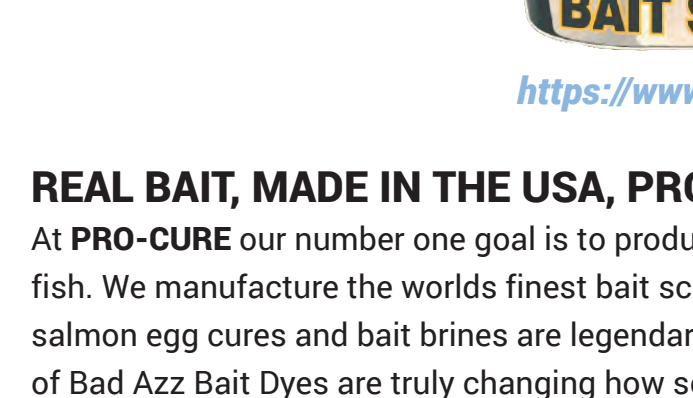 BAIT
https://www
REAL BAIT, MADE IN THE USA, PRO
At PRO-CURE our number one goal is to produ
fish. We manufacture the worlds finest bait sc
salmon egg cures and bait brines are legendar
of Bad Azz Bait Dyes are truly changing how s